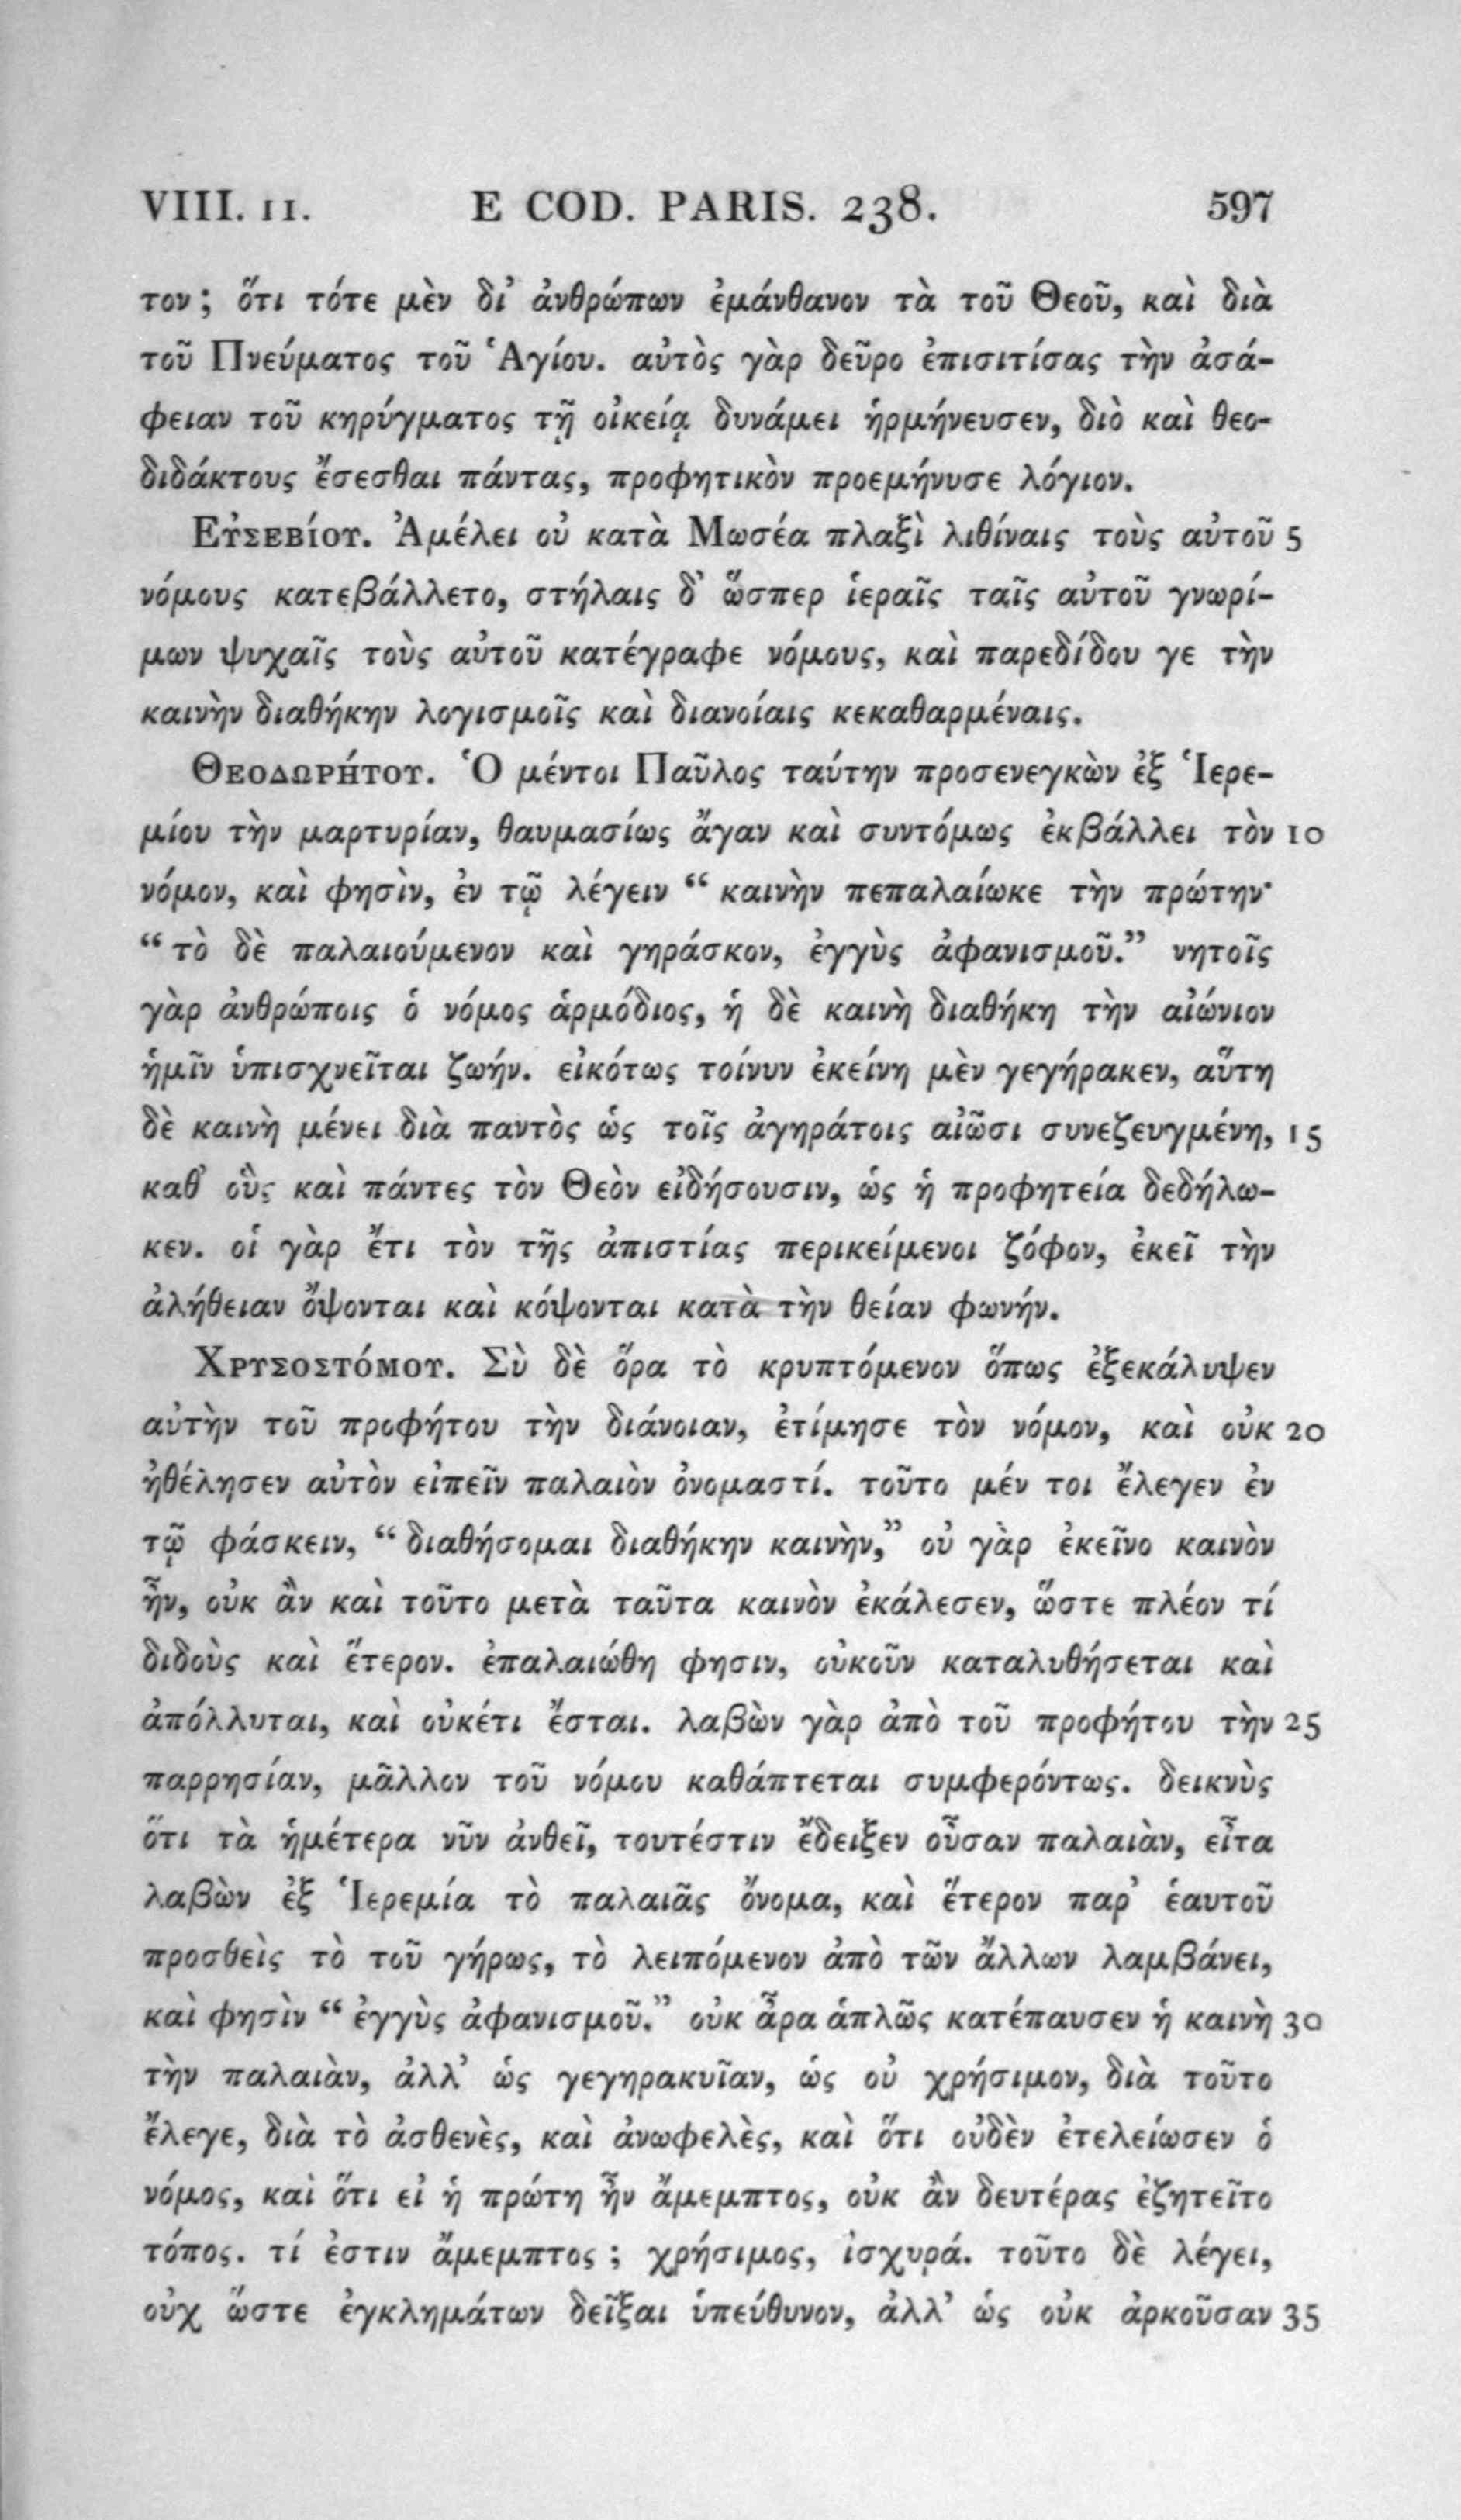 VIII. 11. E COD. PARIS. 238. 597
τον; ὅτι τότε μὲν δι’ ἀνθρώπων ἐμάνθανον τὰ τοῦ Θεοῦ, καὶ διὰ
τοῦ Πνεύματος τοῦ Ἁγίου. αὐτὸς γὰρ δεῦρο ἐπισιτίσας τὴν ἀσά-
φειαν τοῦ κηρύγματος τῇ οἰκείᾳ δυνάμει ἡρμήνευσεν, διὸ καὶ θεο-
διδάκτους ἔσεσθαι πάντας, προφητικὸν προεμήνυσε λόγιον.
Εὐσεβίου. Ἀμέλει οὐ κατὰ Μωσέα πλαξὶ λιθίναις τοὺς αὐτοῦ 5
νόμους κατεβάλλετο, στήλαις δ’ ὥσπερ ἱεραῖς ταῖς αὐτοῦ γνωρί-
μων ψυχαῖς τοὺς αὐτοῦ κατέγραφε νόμους, καὶ παρεδίδου γε τὴν
καινὴν διαθήκην λογισμοῖς καὶ διανοίαις κεκαθαρμέναις.
Θεοδωρήτου. Ὁ μέντοι Παῦλος ταύτην προσενεγκὼν ἐξ Ἱερε-
μίου τὴν μαρτυρίαν, θαυμασίως ἄγαν καὶ συντόμως ἐκβάλλει τὸν 10
νόμον, καὶ φησὶν, ἐν τῷ λέγειν “ καινὴν πεπαλαίωκε τὴν πρώτην·
“ τὸ δὲ παλαιούμενον καὶ γηράσκον, ἐγγὺς ἀφανισμοῦ.” νητοῖς
γὰρ ἀνθρώποις ὁ νόμος ἁρμόδιος, ἡ δὲ καινὴ διαθήκη τὴν αἰώνιον
ἡμῖν ὑπισχνεῖται ζωήν. εἰκότως τοίνυν ἐκείνη μὲν γεγήρακεν, αὕτη
δὲ καινὴ μένει διὰ παντὸς ὡς τοῖς ἀγηράτοις αἰῶσι συνεζευγμένη, 15
καθ’ οὓς καὶ πάντες τὸν Θεὸν εἰδήσουσιν, ὡς ἡ προφητεία δεδήλω-
κεν. οἱ γὰρ ἔτι τὸν τῆς ἀπιστίας περικείμενοι ζόφον, ἐκεῖ τὴν
ἀλήθειαν ὄψονται καὶ κόψονται κατὰ τὴν θείαν φωνήν.
Χρυσοστόμου. Σὺ δὲ ὅρα τὸ κρυπτόμενον ὅπως ἐξεκάλυψεν
αὐτὴν τοῦ προφήτου τὴν διάνοιαν, ἐτίμησε τὸν νόμον, καὶ οὐκ 20
ἠθέλησεν αὐτὸν εἰπεῖν παλαιὸν ὀνομαστί. τοῦτο μέν τοι ἔλεγεν ἐν
τῷ φάσκειν, “ διαθήσομαι διαθήκην καινὴν,” οὐ γὰρ ἐκεῖνο καινὸν
ἦν, οὐκ ἂν καὶ τοῦτο μετὰ ταῦτα καινὸν ἐκάλεσεν, ὥστε πλέον τί
διδοὺς καὶ ἕτερον. ἐπαλαιώθη φησιν, οὐκοῦν καταλυθήσεται καὶ
ἀπόλλυται, καὶ οὐκέτι ἔσται. λαβὼν γὰρ ἀπὸ τοῦ προφήτου τὴν 25
παρρησίαν, μᾶλλον τοῦ νόμου καθάπτεται συμφερόντως. δεικνὺς
ὅτι τὰ ἡμέτερα νῦν ἀνθεῖ, τουτέστιν ἔδειξεν οὖσαν παλαιὰν, εἶτα
λαβὼν ἐξ Ἱερεμία τὸ παλαιᾶς ὄνομα, καὶ ἕτερον παρ’ ἑαυτοῦ
προσθεὶς τὸ τοῦ γήρως, τὸ λειπόμενον ἀπὸ τῶν ἄλλων λαμβάνει,
καὶ φησὶν “ ἐγγὺς ἀφανισμοῦ.” οὐκ ἆρα ἁπλῶς κατέπαυσεν ἡ καινὴ 30
τὴν παλαιὰν, ἀλλ’ ὡς γεγηρακυῖαν, ὡς οὐ χρήσιμον, διὰ τοῦτο
ἔλεγε, διὰ τὸ ἀσθενὲς, καὶ ἀνωφελὲς, καὶ ὅτι οὐδὲν ἐτελείωσεν ὁ
νόμος, καὶ ὅτι εἰ ἡ πρώτη ἦν ἄμεμπτος, οὐκ ἂν δευτέρας ἐζητεῖτο
τόπος. τί ἐστιν ἄμεμπτος ; χρήσιμος, ἰσχυρά. τοῦτο δὲ λέγει,
οὐχ ὥστε ἐγκλημάτων δεῖξαι ὑπεύθυνον, ἀλλ’ ὡς οὐκ ἀρκοῦσαν 35